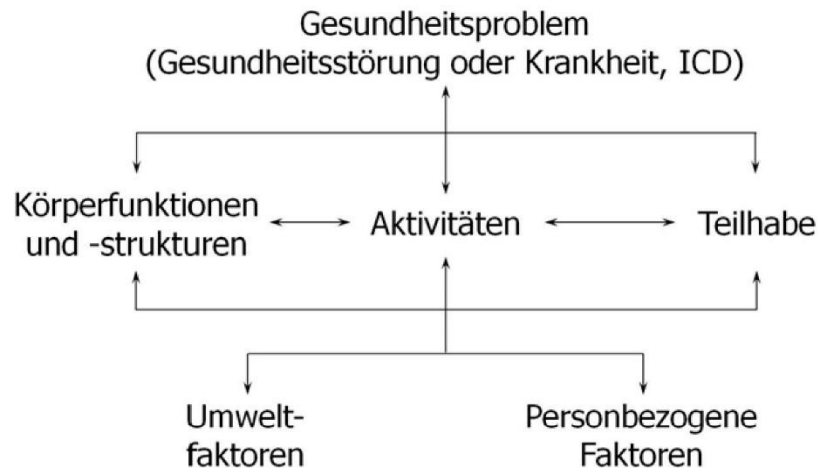 Gesundheitsproblem
(Gesundheitsstörung oder Krankheit, ICD)
Körperfunktionen
und -strukturen
Aktivitäten
Teilhabe
Umwelt-
faktoren
Personbezogene
Faktoren